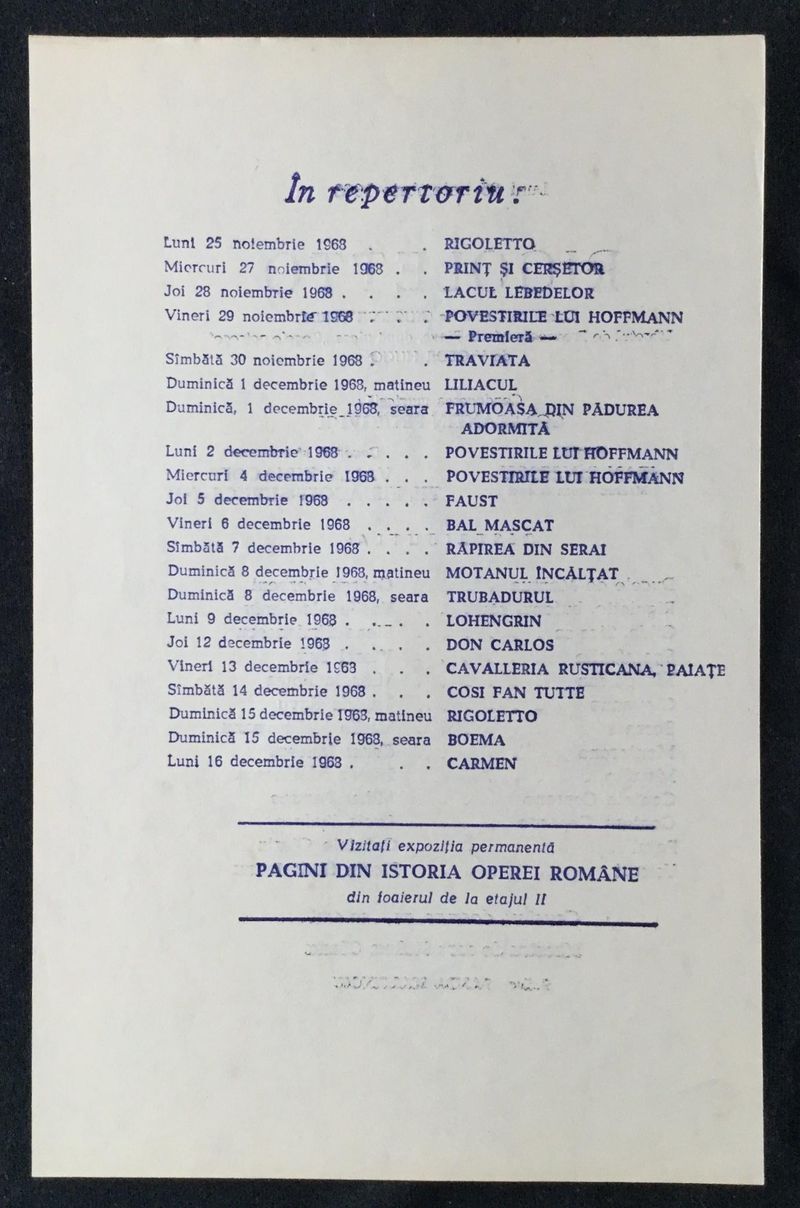 În repertoriu:
Luni 25 noiembrie 1968 . . . RIGOLETTO
Miercuri 27 noiembrie 1968 . . PRINȚ ȘI CERȘETOR
Joi 28 noiembrie 1968 . . . . LACUL LEBEDELOR
Vineri 29 noiembrie 1968 . . . . POVESTIRILE LUI HOFFMANN
— Premieră —
Sîmbătă 30 noiembrie 1968 . . TRAVIATA
Duminică 1 decembrie 1968, matineu LILIACUL
Duminică, 1 decembrie 1968, seara FRUMOASA DIN PĂDUREA
ADORMITĂ
Luni 2 decembrie 1968 . . . . . POVESTIRILE LUI HOFFMANN
Miercuri 4 decembrie 1968 . . . POVESTIRILE LUI HOFFMANN
Joi 5 decembrie 1968 . . . . . FAUST
Vineri 6 decembrie 1968 . . . . BAL MASCAT
Sîmbătă 7 decembrie 1968 . . . . RĂPIREA DIN SERAI
Duminică 8 decembrie 1968, matineu MOTANUL ÎNCĂLȚAT
Duminică 8 decembrie 1968, seara TRUBADURUL
Luni 9 decembrie 1968 . . . . . LOHENGRIN
Joi 12 decembrie 1968 . . . . DON CARLOS
Vineri 13 decembrie 1968 . . . CAVALLERIA RUSTICANA, PAIAȚE
Sîmbătă 14 decembrie 1968 . . . COSI FAN TUTTE
Duminică 15 decembrie 1968, matineu RIGOLETTO
Duminică 15 decembrie 1968, seara BOEMA
Luni 16 decembrie 1968 . . . CARMEN
Vizitați expoziția permanentă
PAGINI DIN ISTORIA OPEREI ROMÂNE
din foaierul de la etajul II